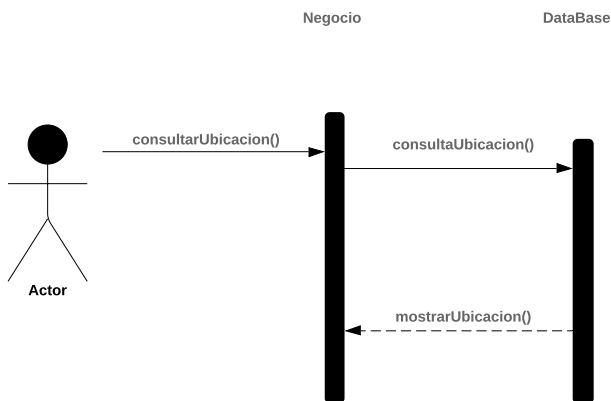 Negocio
DataBase
consultarUbicacion()
consultaUbicacion()
Actor
mostrarUbicacion()